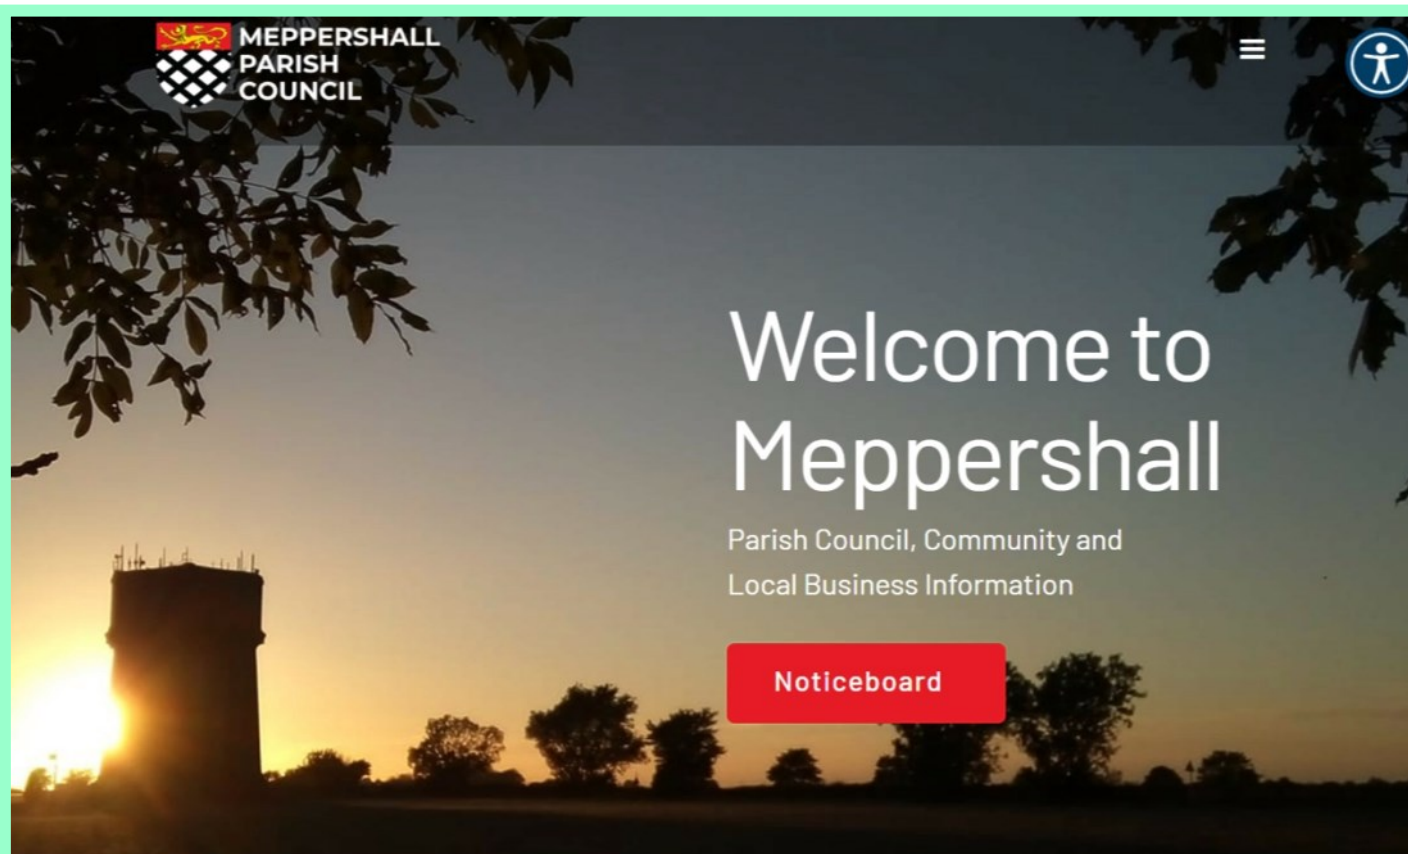 MEPPERSHALL
PARISH
COUNCIL
Welcome to
Meppershall
Parish Council, Community and
Local Business Information
Noticeboard